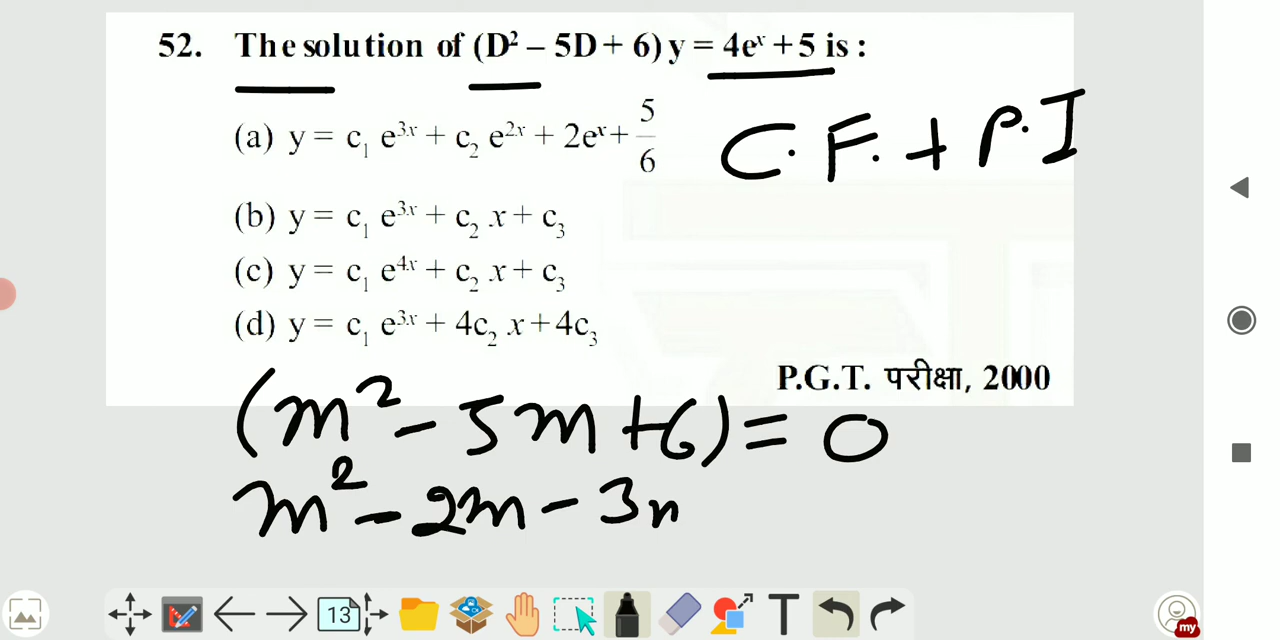 52. The solution of (D² – 5D + 6) y = 4eˣ + 5 is :
(a) y = c₁ e³ˣ + c₂ e²ˣ + 2eˣ + 5/6
C.F. + P.I
(b) y = c₁ e³ˣ + c₂ x + c₃
(c) y = c₁ e⁴ˣ + c₂ x + c₃
(d) y = c₁ e³ˣ + 4c₂ x + 4c₃
P.G.T. परीक्षा, 2000
(m² - 5m + 6) = 0
m² - 2m - 3m
13
T
my